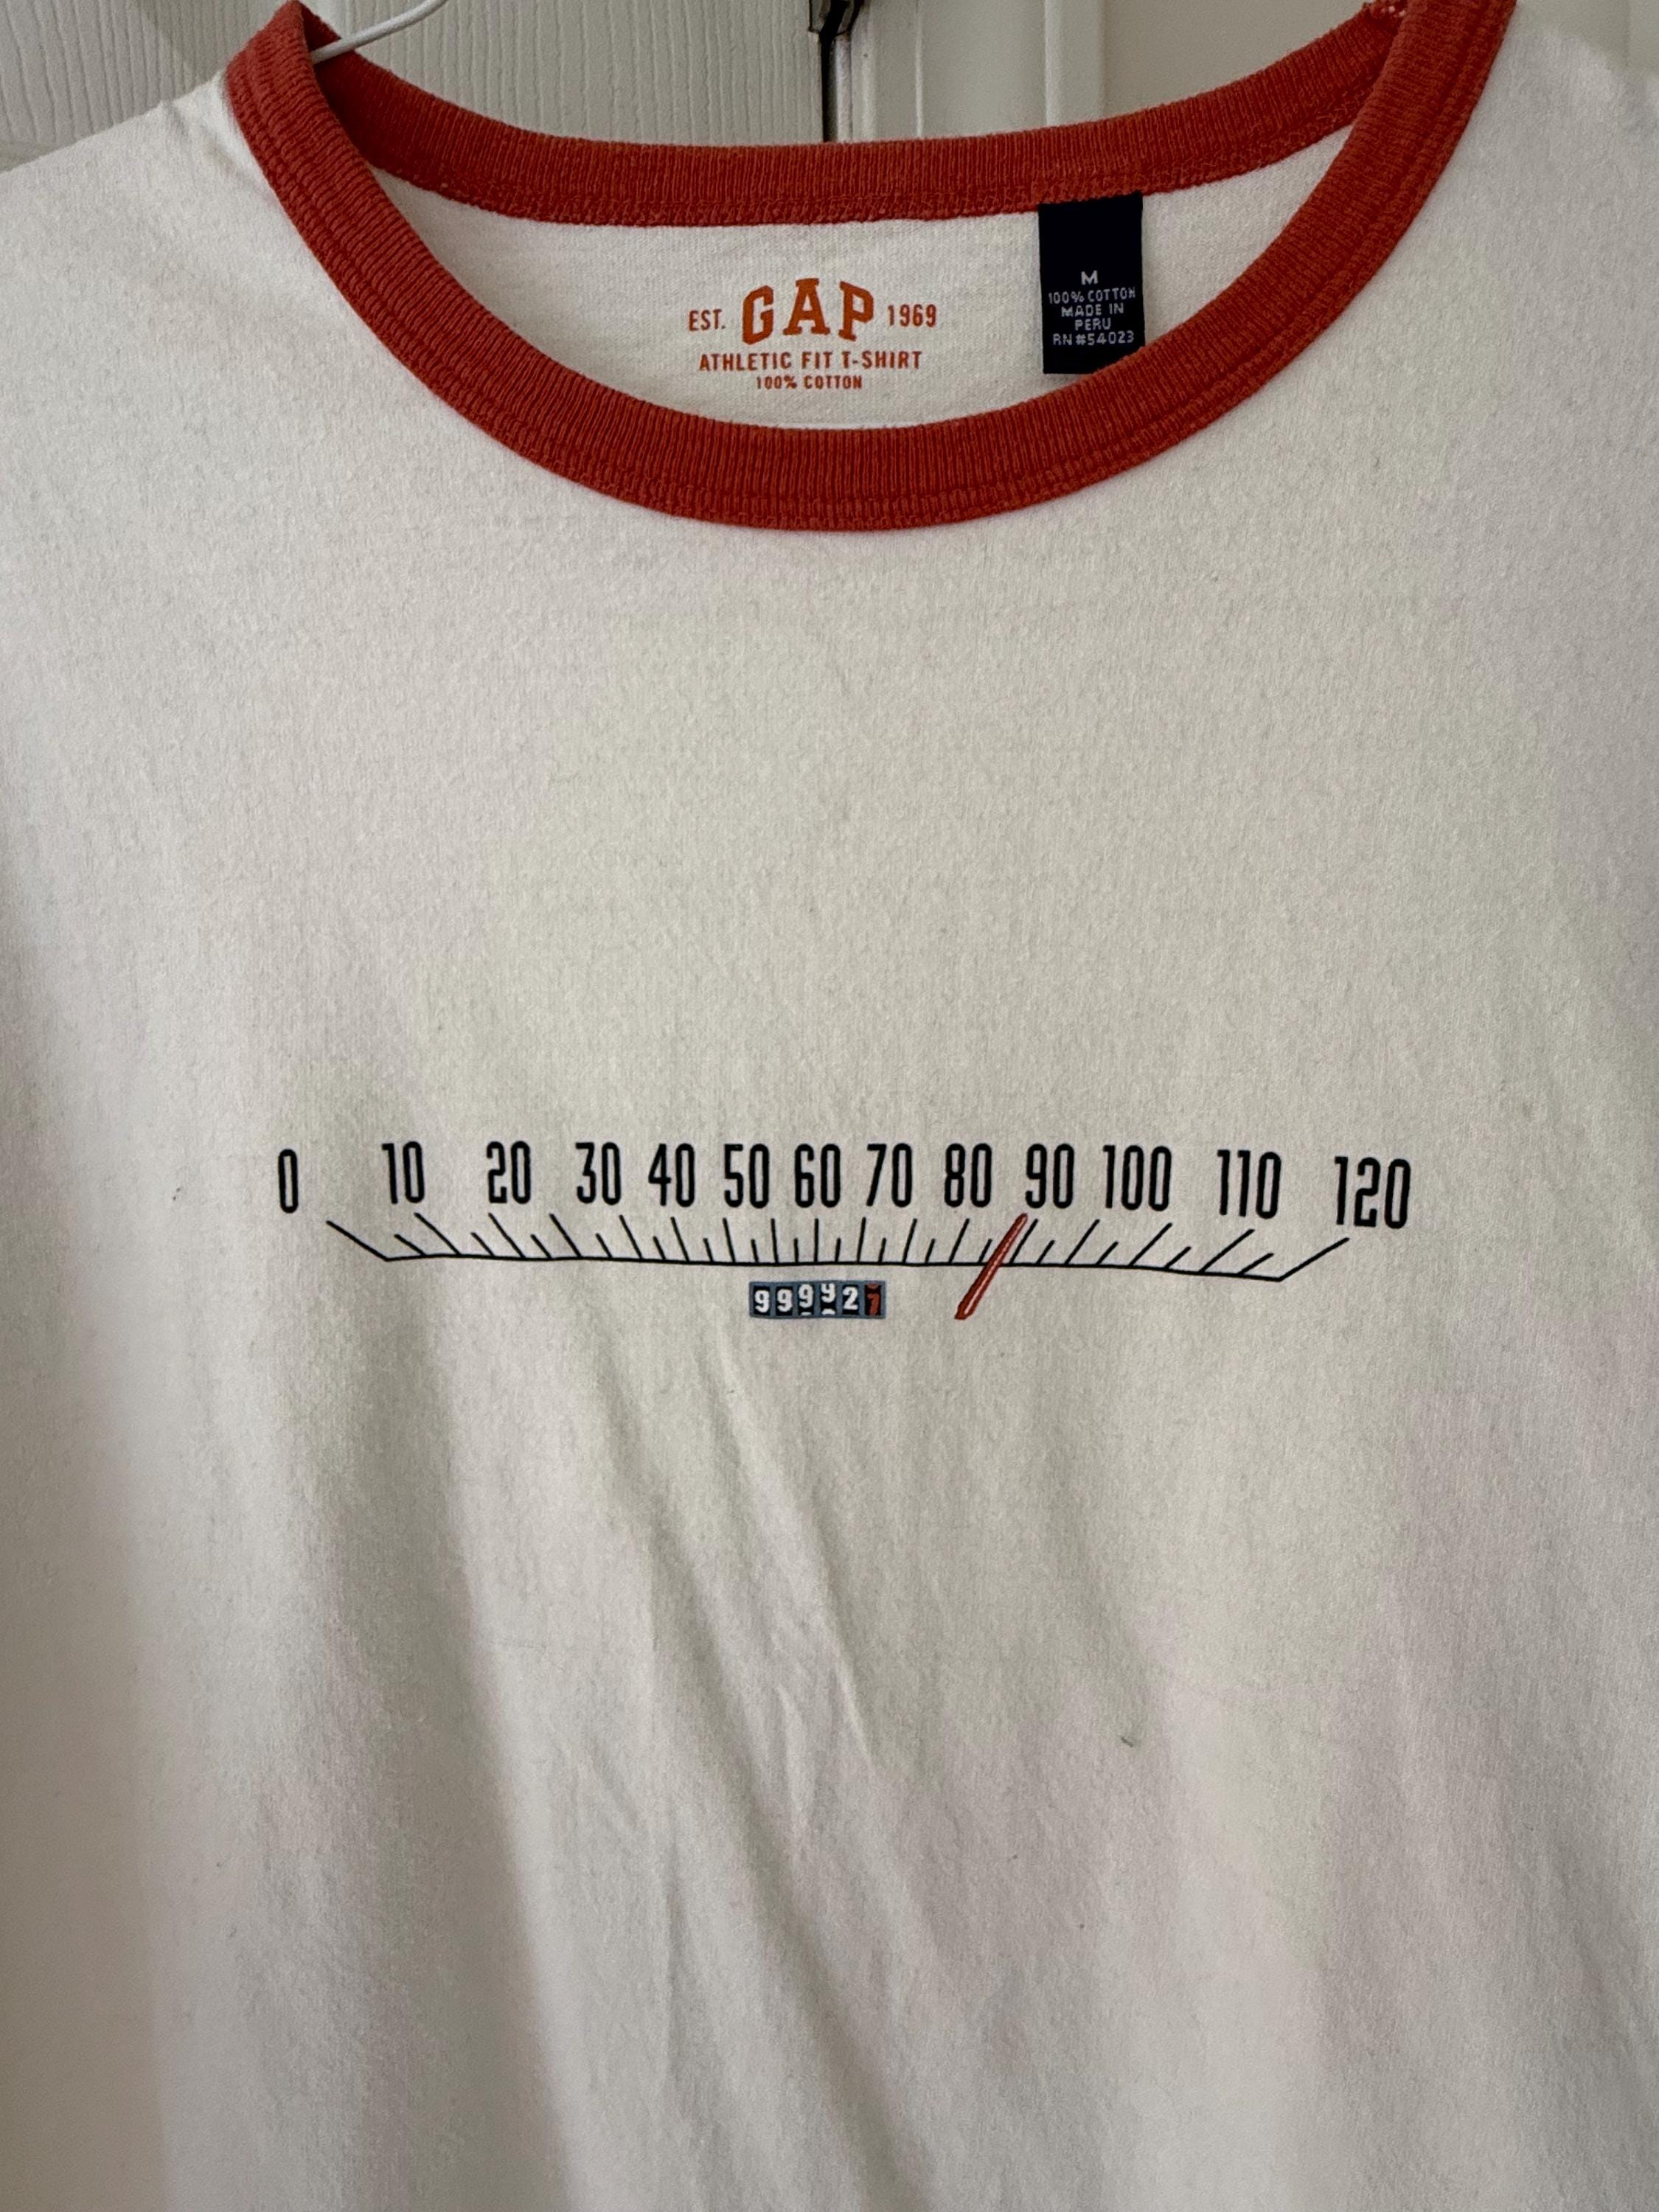 EST. GAP 1969
ATHLETIC FIT T-SHIRT
100% COTTON
M
100% COTTON
MADE IN
PERU
RN#54023
0 10 20 30 40 50 60 70 80 90 100 110 120
999927